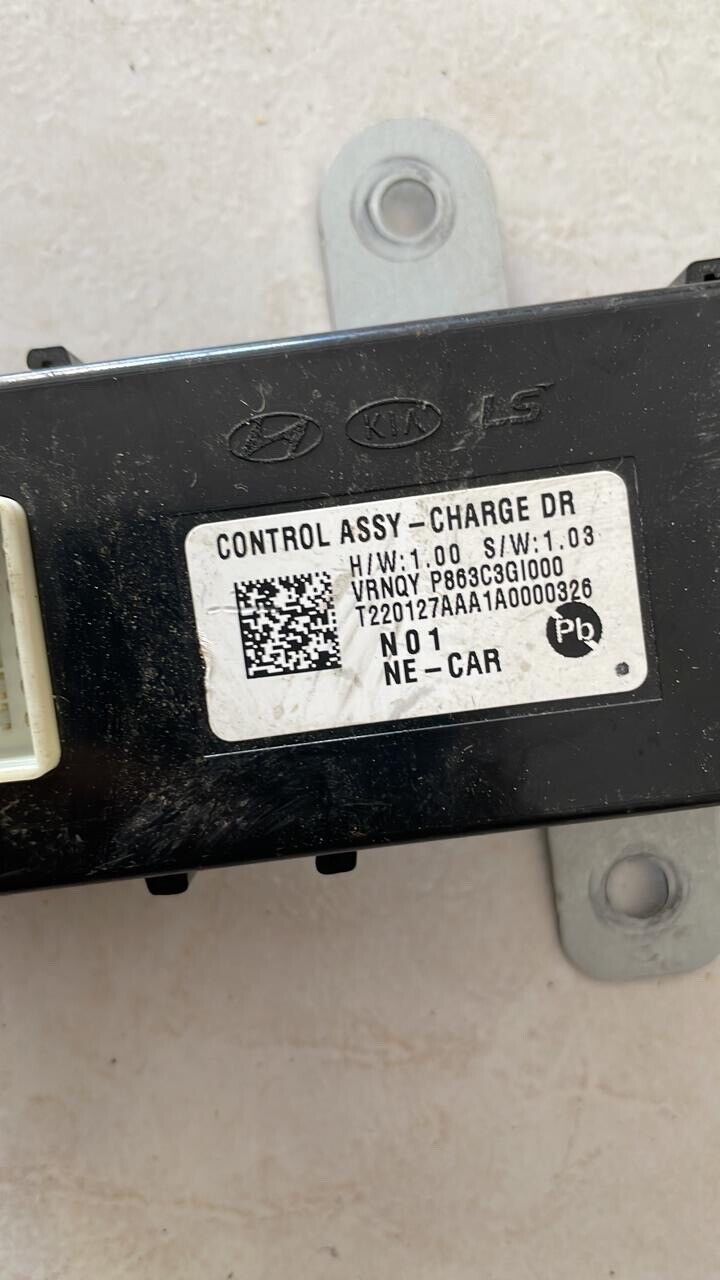 KIA LS
CONTROL ASSY-CHARGE DR
H/W:1.00 S/W:1.03
VRNQY P863C3GI000
T220127AAA1A0000326
N01
Pb
NE-CAR